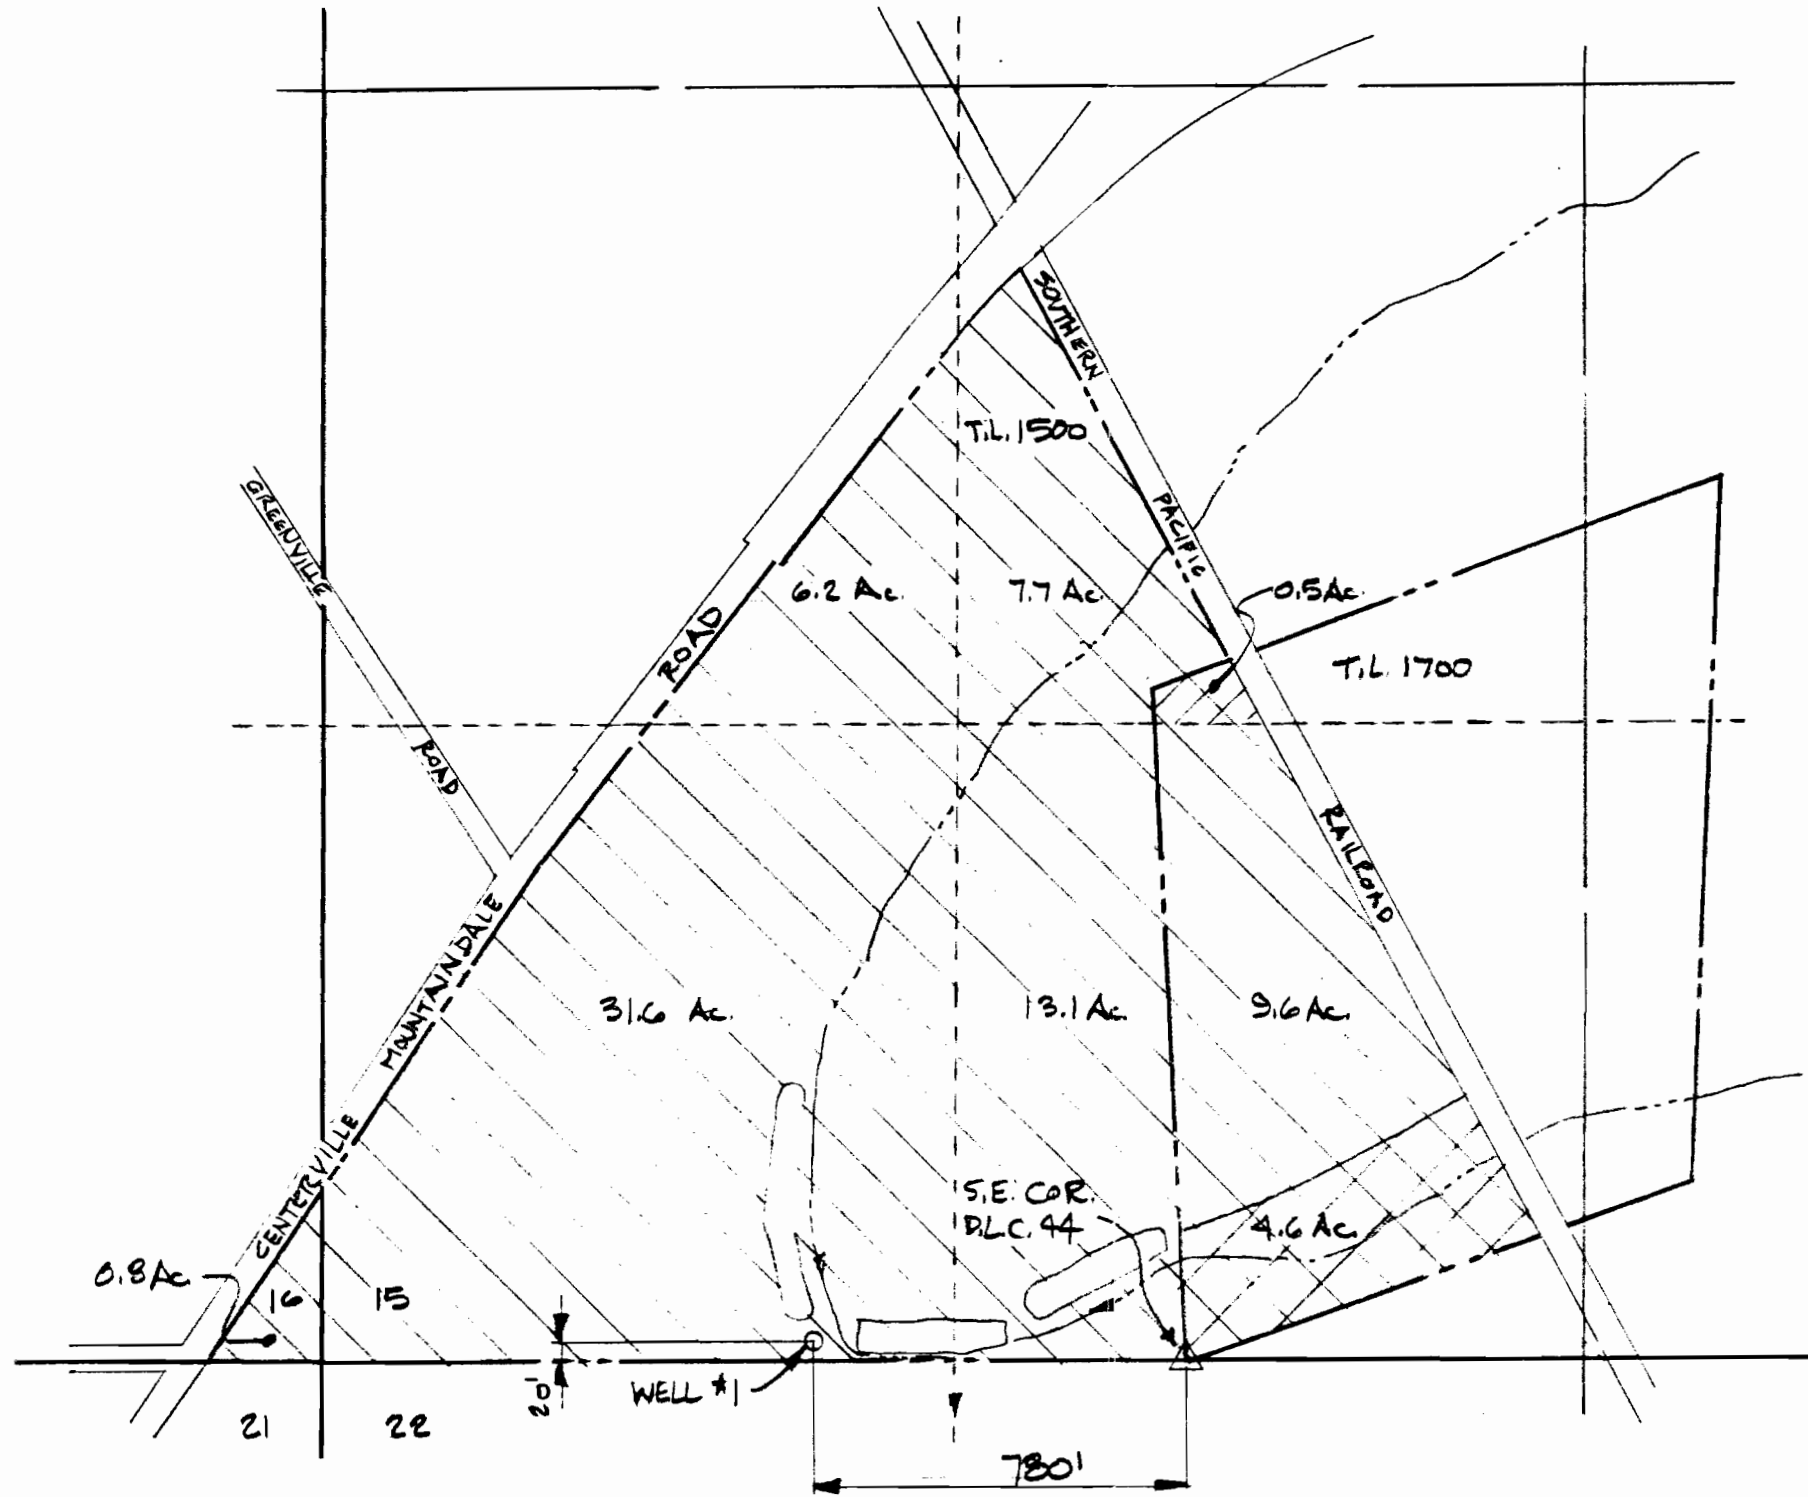 SOUTHERN
T.L. 1500
GREENVILLE
PACIFIC
6.2 Ac.
7.7 Ac.
0.5 Ac.
ROAD
T.L. 1700
ROAD
RAILROAD
MOUNTAINDALE
31.6 Ac.
13.1 Ac.
9.6 Ac.
CENTERVILLE
S.E. COR.
D.L.C. 44
4.6 Ac.
0.8 Ac.
16
15
20'
WELL #1
21
22
780'